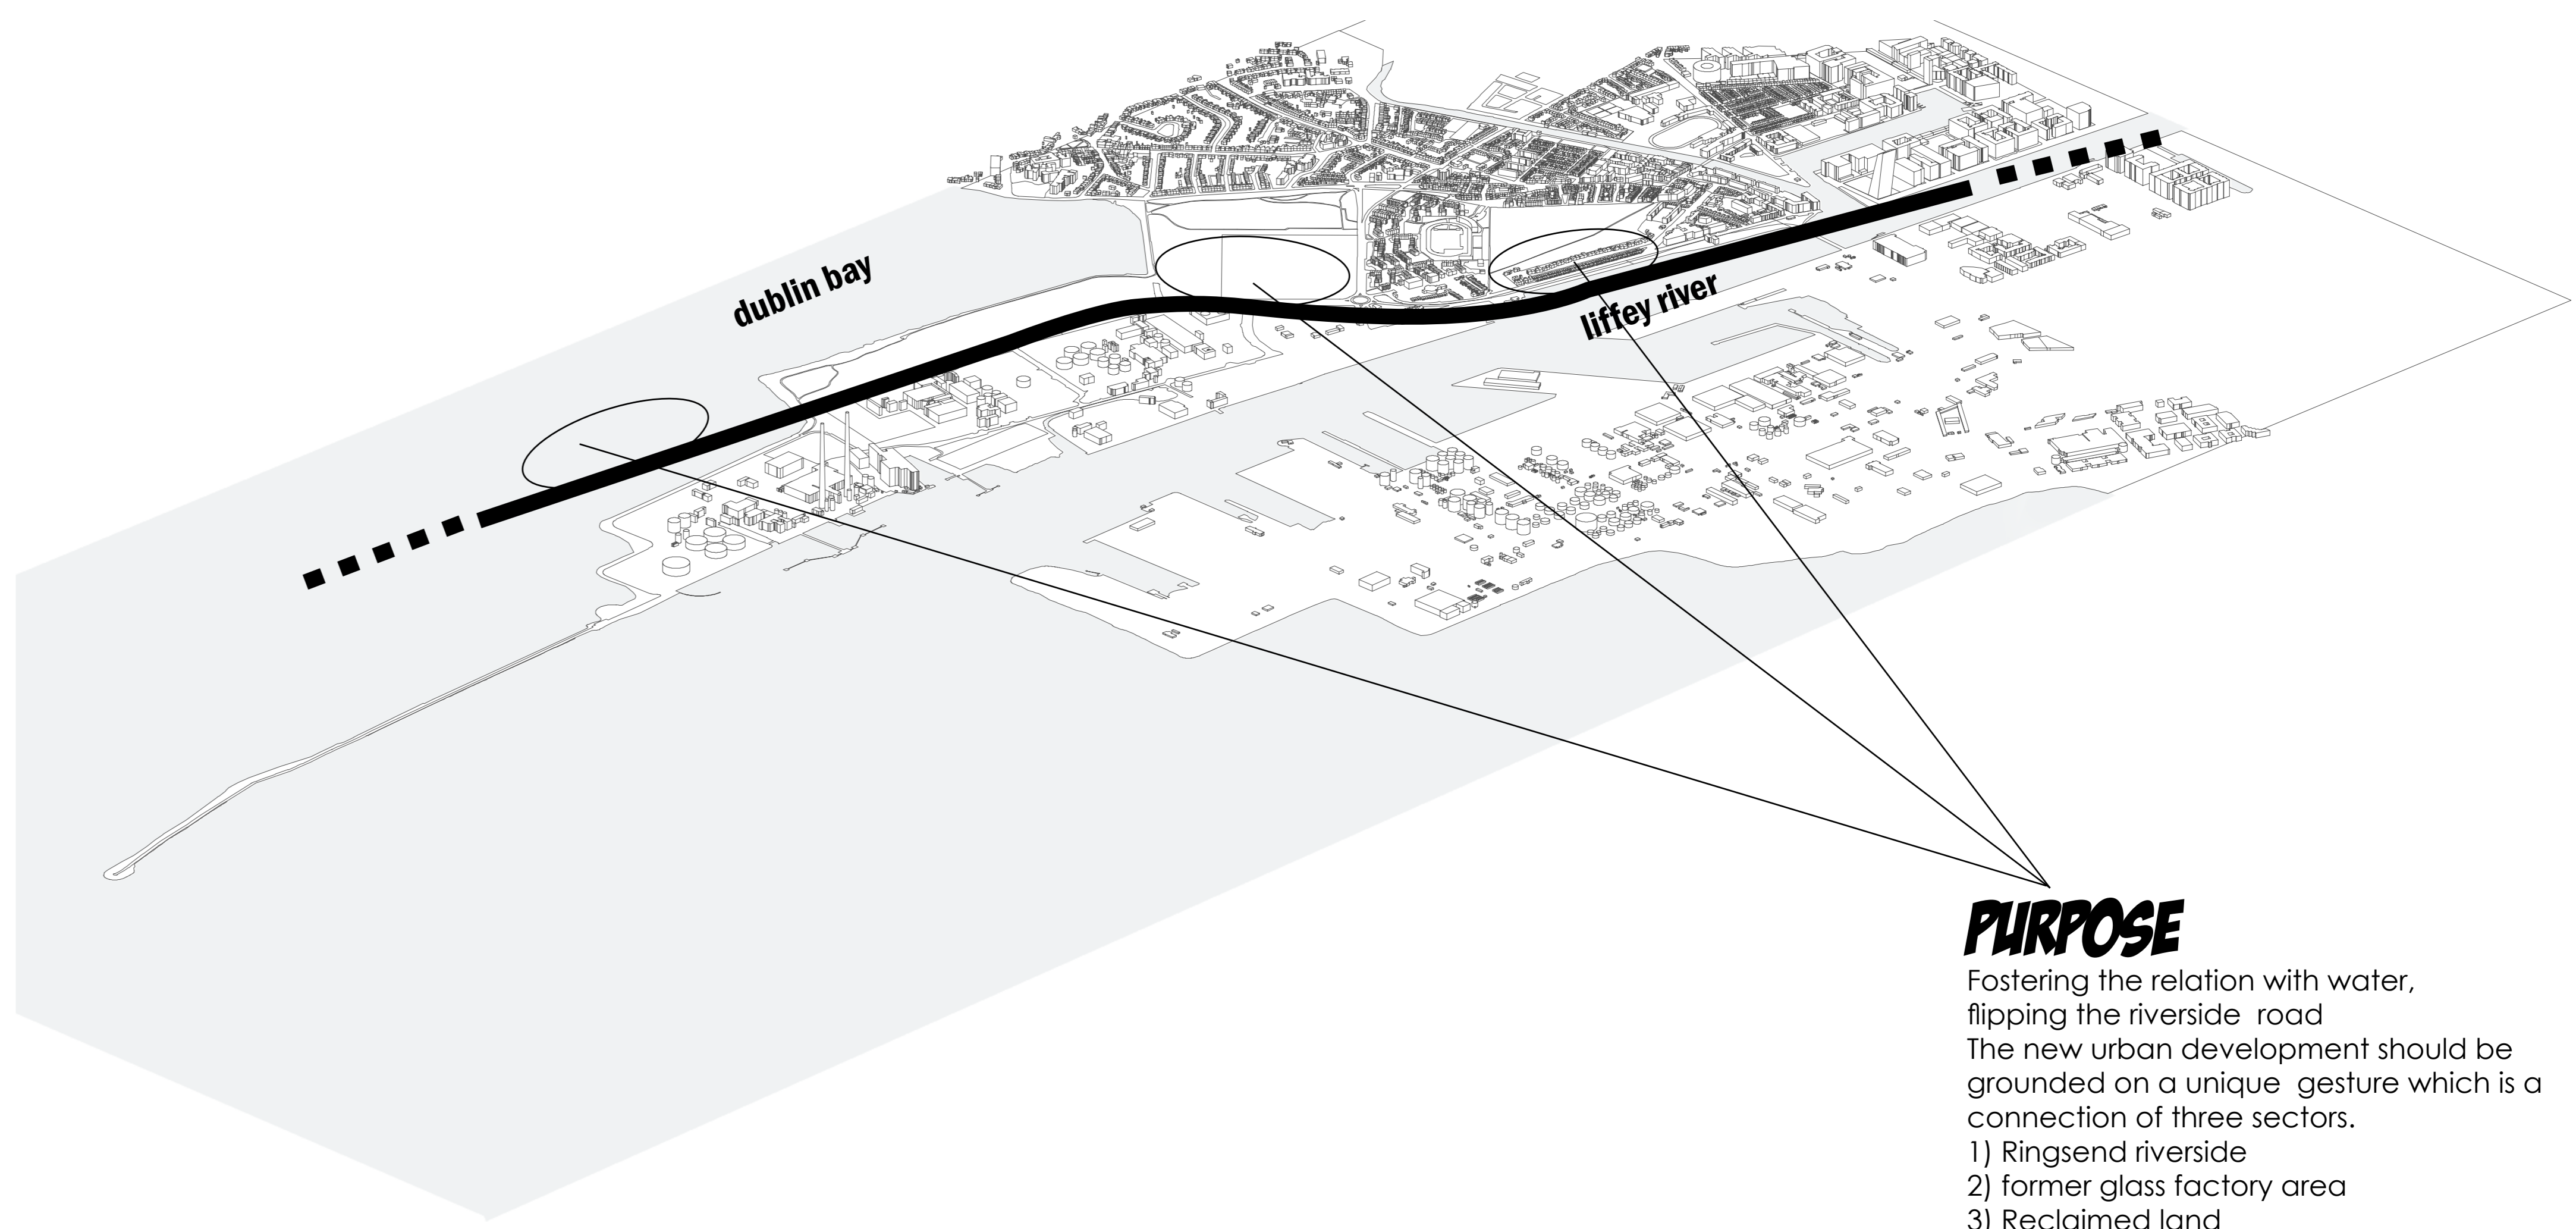 dublin bay
liffey river
PURPOSE
Fostering the relation with water,
flipping the riverside road
The new urban development should be
grounded on a unique gesture which is a
connection of three sectors.
1) Ringsend riverside
2) former glass factory area
3) Reclaimed land